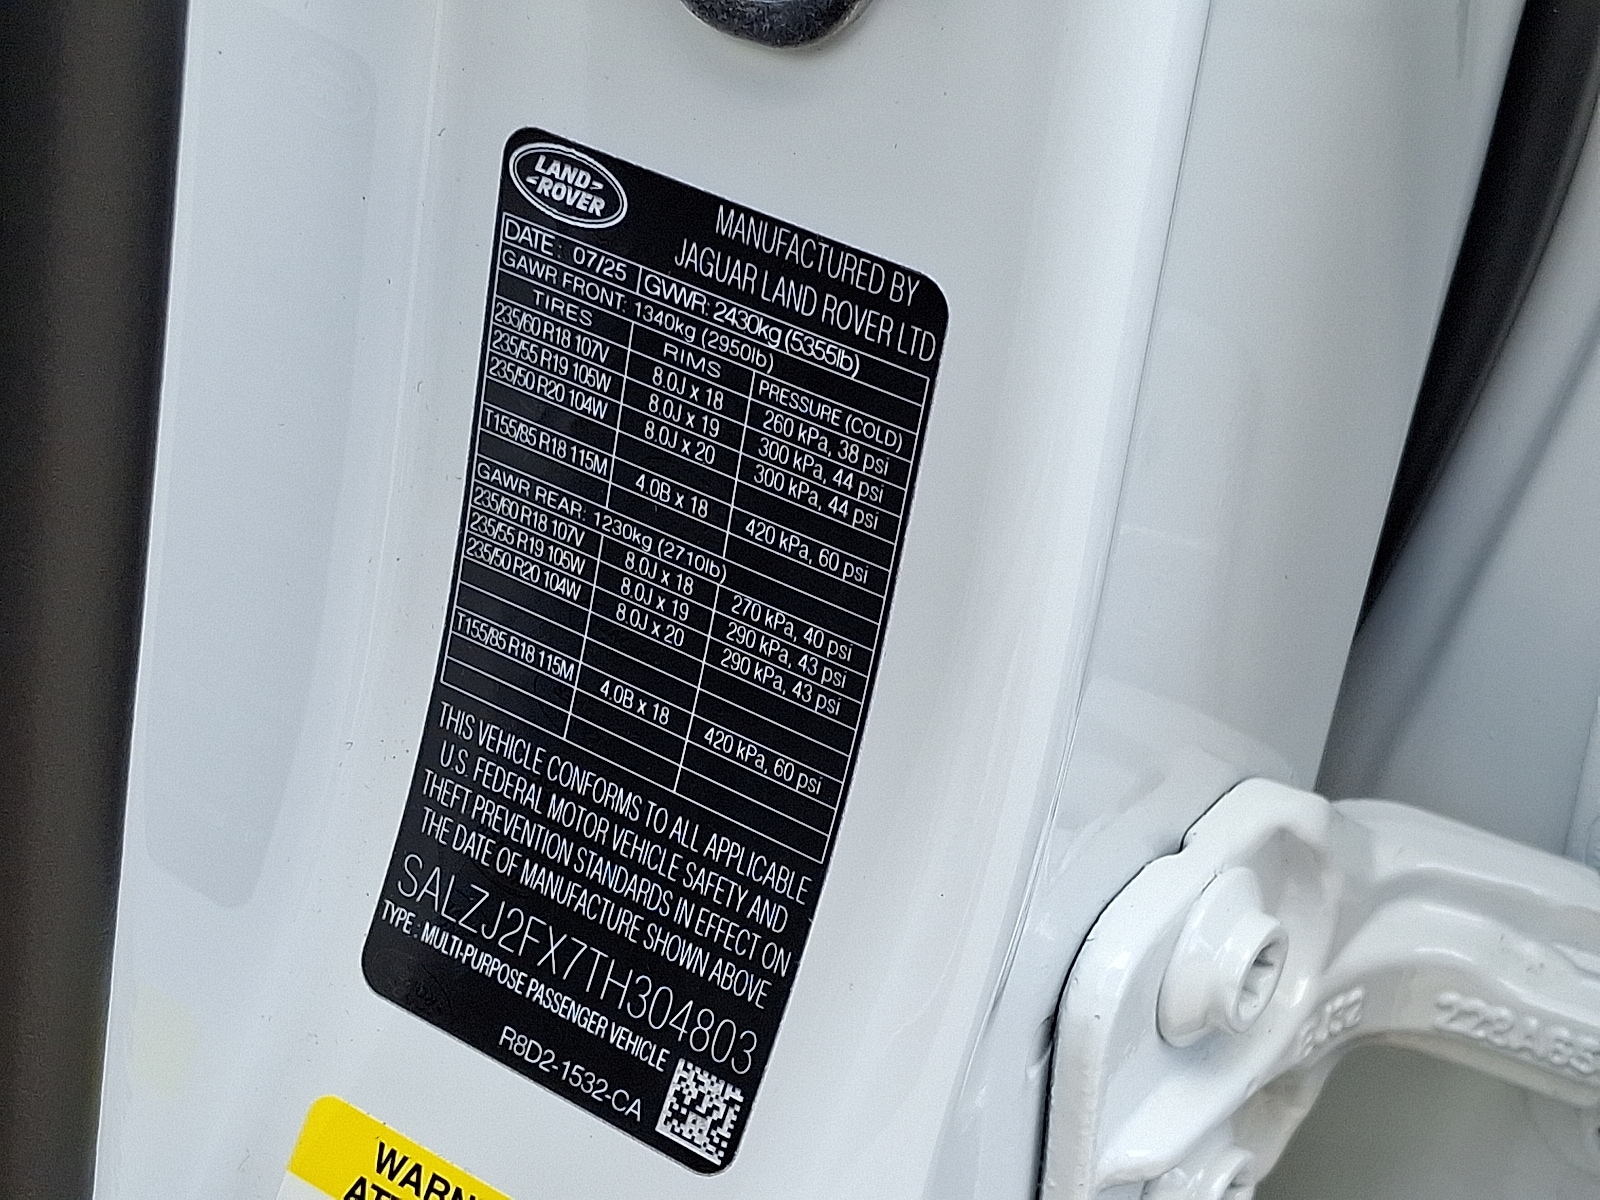 LAND ROVER
MANUFACTURED BY
JAGUAR LAND ROVER LTD
DATE: 07/25 GVWR: 2430kg (5355lb)
GAWR FRONT: 1340kg (2950lb)
TIRES RIMS PRESSURE (COLD)
235/60 R18 107V 8.0J x 18 260 kPa, 38 psi
235/55 R19 105W 8.0J x 19 300 kPa, 44 psi
235/50 R20 104W 8.0J x 20 300 kPa, 44 psi
T155/85 R18 115M 4.0B x 18 420 kPa, 60 psi
GAWR REAR: 1230kg (2710lb)
235/60 R18 107V 8.0J x 18 270 kPa, 40 psi
235/55 R19 105W 8.0J x 19 290 kPa, 43 psi
235/50 R20 104W 8.0J x 20 290 kPa, 43 psi
T155/85 R18 115M 4.0B x 18 420 kPa, 60 psi
THIS VEHICLE CONFORMS TO ALL APPLICABLE
U.S. FEDERAL MOTOR VEHICLE SAFETY AND
THEFT PREVENTION STANDARDS IN EFFECT ON
THE DATE OF MANUFACTURE SHOWN ABOVE
SALZJ2FX7TH304803
TYPE : MULTI-PURPOSE PASSENGER VEHICLE
R8D2-1532-CA